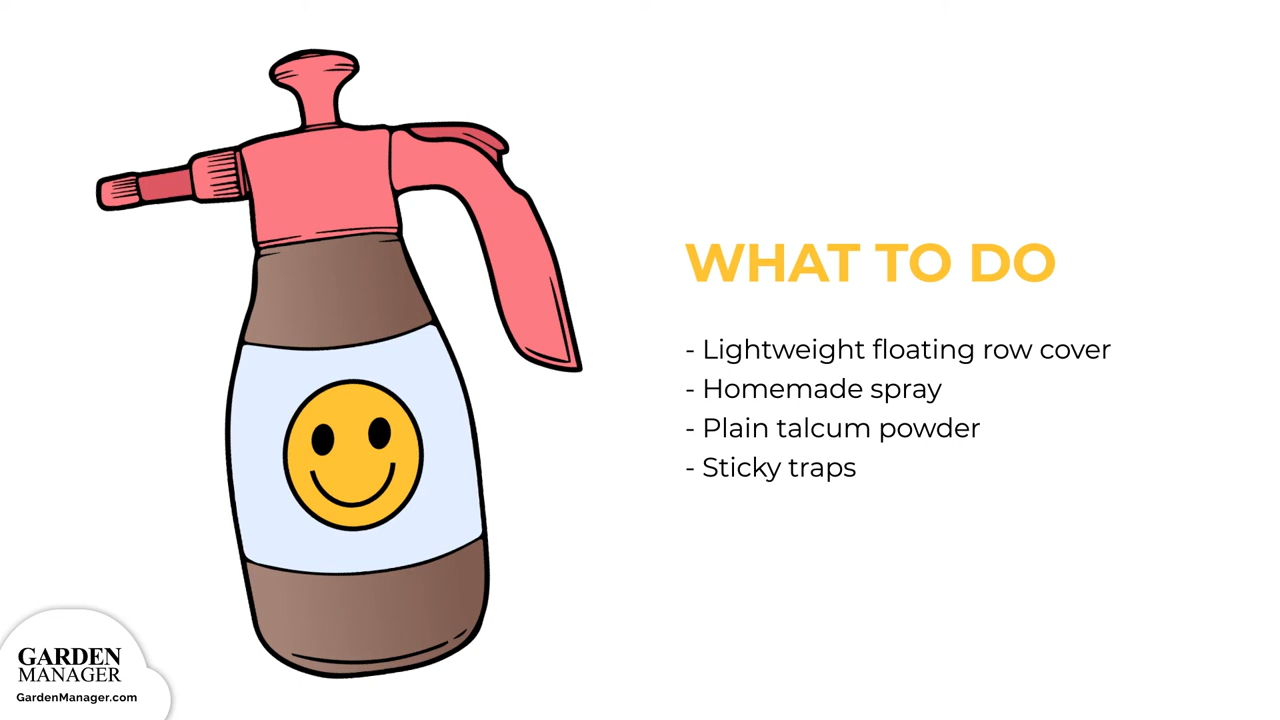 WHAT TO DO
- Lightweight floating row cover
- Homemade spray
- Plain talcum powder
- Sticky traps
GARDEN
MANAGER
GardenManager.com